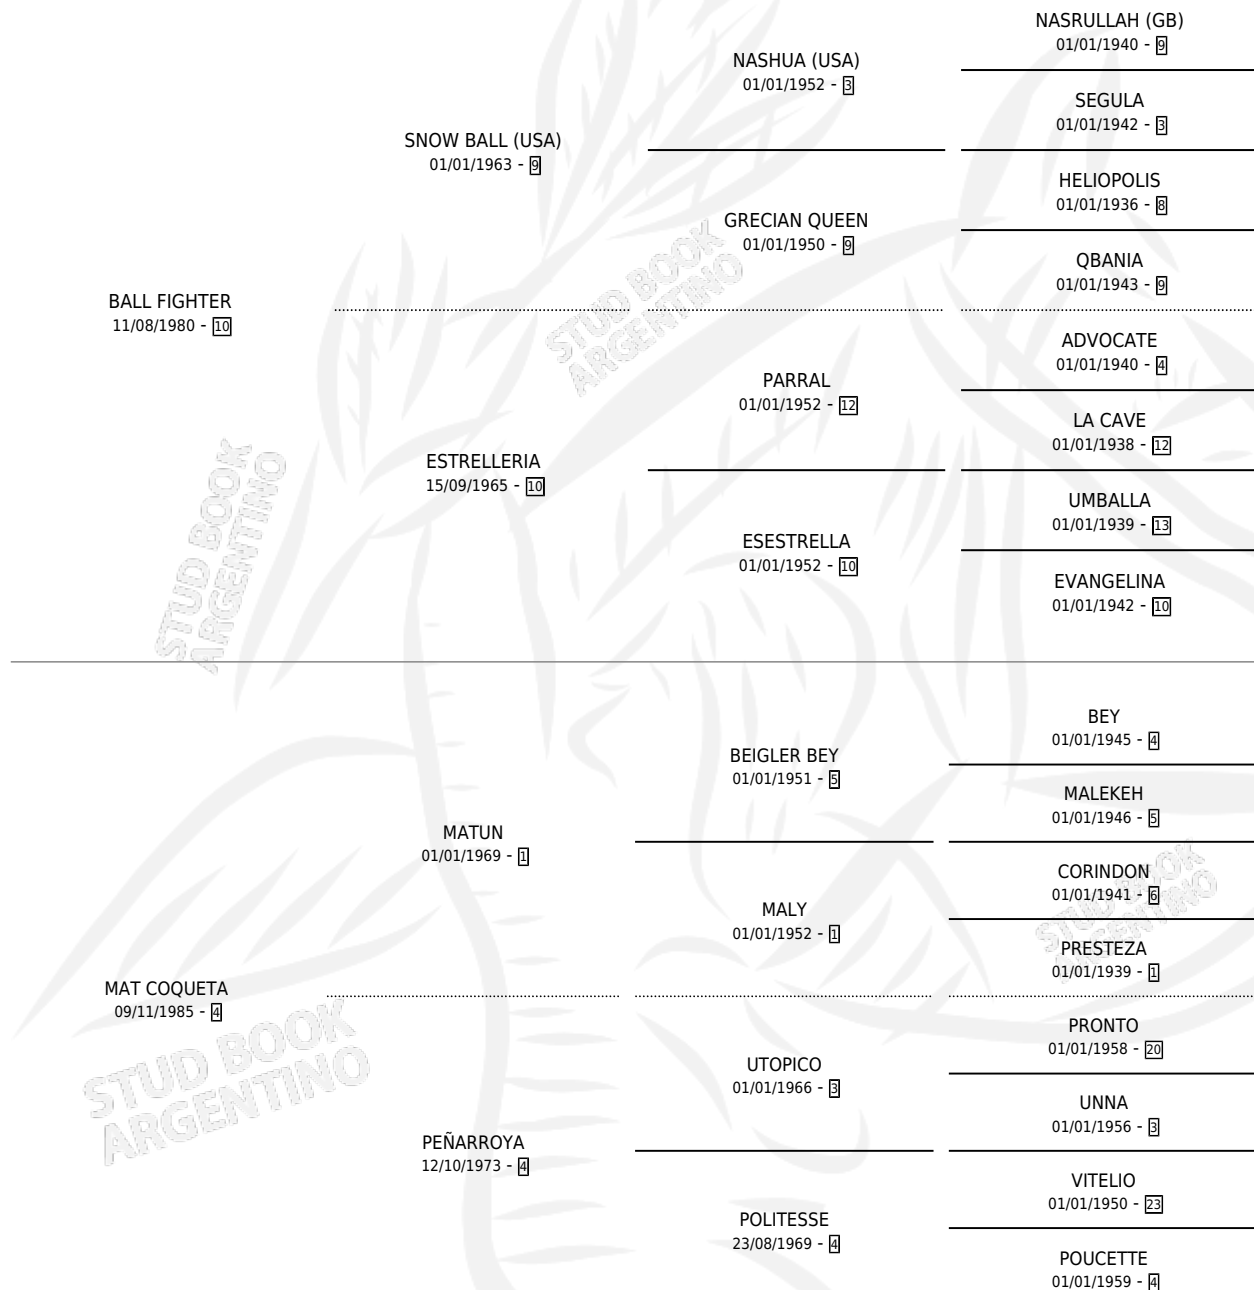 NASRULLAH (GB)
01/01/1940 - 9
NASHUA (USA)
01/01/1952 - 3
SEGULA
01/01/1942 - 3
SNOW BALL (USA)
01/01/1963 - 9
HELIOPOLIS
01/01/1936 - 8
GRECIAN QUEEN
01/01/1950 - 9
QBANIA
01/01/1943 - 9
BALL FIGHTER
11/08/1980 - 10
STUD BOOK
ARGENTINO
ADVOCATE
01/01/1940 - 4
PARRAL
01/01/1952 - 12
LA CAVE
01/01/1938 - 12
ESTRELLERIA
15/09/1965 - 10
UMBALLA
01/01/1939 - 13
ESESTRELLA
01/01/1952 - 10
EVANGELINA
01/01/1942 - 10
STUD BOOK
ARGENTINO
BEY
01/01/1945 - 4
BEIGLER BEY
01/01/1951 - 5
MALEKEH
01/01/1946 - 5
MATUN
01/01/1969 - 1
CORINDON
01/01/1941 - 6
MALY
01/01/1952 - 1
PRESTEZA
01/01/1939 - 1
STUD BOOK
ARGENTINO
MAT COQUETA
09/11/1985 - 4
STUD BOOK
ARGENTINO
PRONTO
01/01/1958 - 20
UTOPICO
01/01/1966 - 3
UNNA
01/01/1956 - 3
PEÑARROYA
12/10/1973 - 4
VITELIO
01/01/1950 - 23
POLITESSE
23/08/1969 - 4
POUCETTE
01/01/1959 - 4